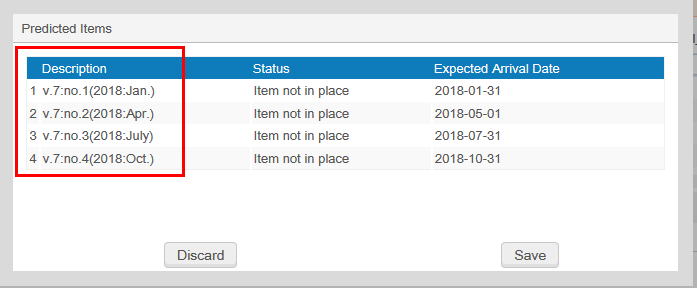 Predicted Items
Description Status Expected Arrival Date
1 v.7:no.1(2018:Jan.) Item not in place 2018-01-31
2 v.7:no.2(2018:Apr.) Item not in place 2018-05-01
3 v.7:no.3(2018:July) Item not in place 2018-07-31
4 v.7:no.4(2018:Oct.) Item not in place 2018-10-31
Discard Save